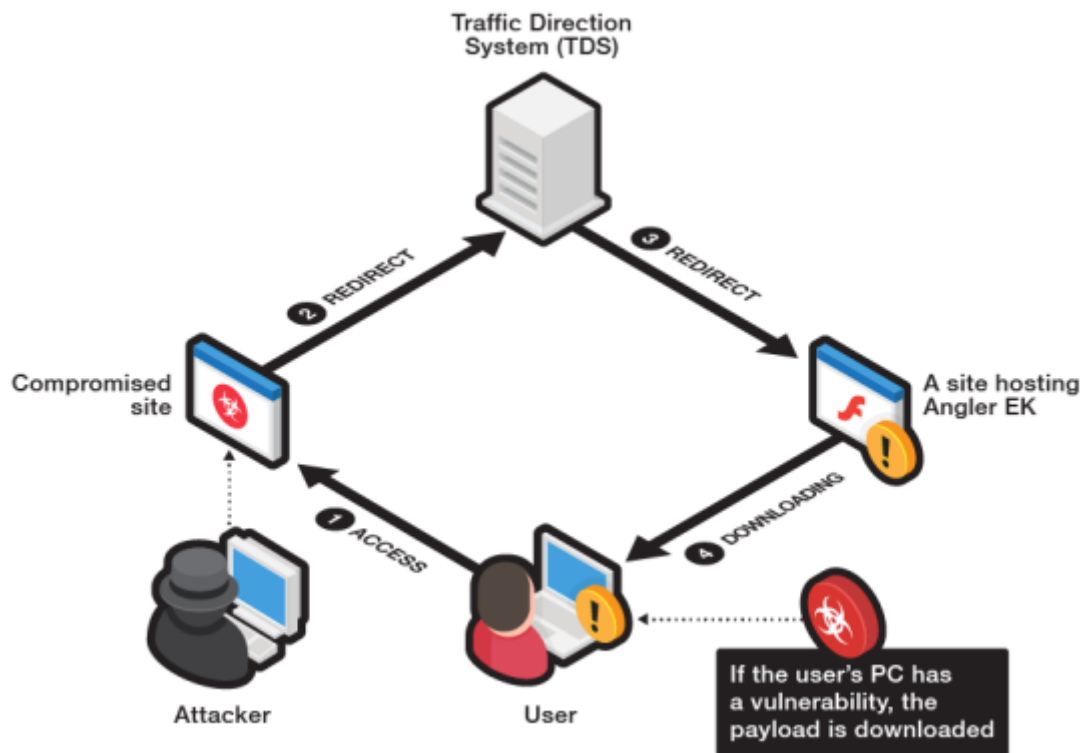 Traffic Direction
System (TDS)
2 REDIRECT
3 REDIRECT
Compromised
site
A site hosting
Angler EK
1 ACCESS
4 DOWNLOADING
Attacker
User
If the user's PC has
a vulnerability, the
payload is downloaded